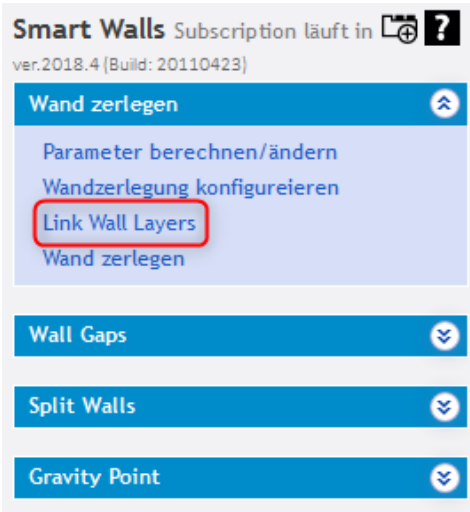 Smart Walls Subscription läuft in ?
ver.2018.4 (Build: 20110423)
Wand zerlegen
Parameter berechnen/ändern
Wandzerlegung konfigureieren
Link Wall Layers
Wand zerlegen
Wall Gaps
Split Walls
Gravity Point